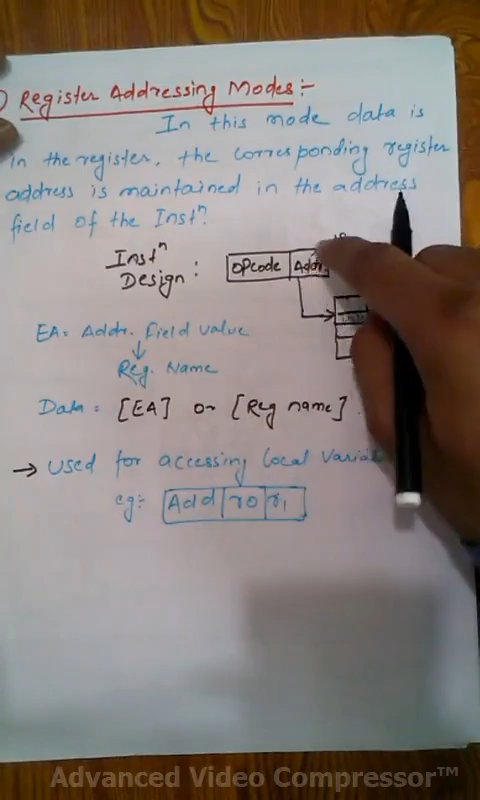 Register Addressing Modes :-
In this mode data is
in the register, the corresponding register
address is maintained in the address
field of the Instⁿ.
Instⁿ Design : Opcode
EA = Addr. field value
↓
Reg. Name
Data = [EA] or [Reg name].
→ Used for accessing local
eg:- Add r0 r₁
Advanced Video Compressor™